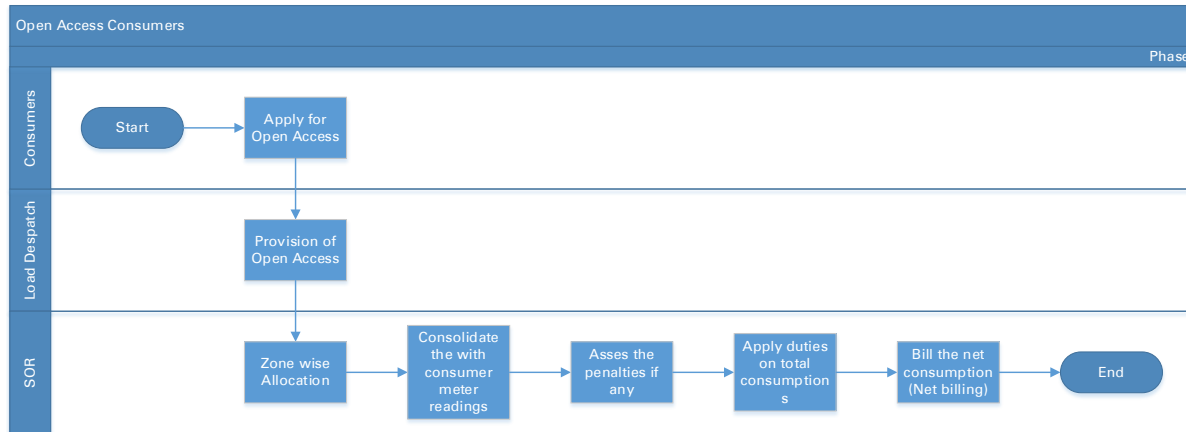 Open Access Consumers
Phase
Consumers
Start
Apply for
Open Access
Load Despatch
Provision of
Open Access
SOR
Zone wise
Allocation
Consolidate
the with
consumer
meter
readings
Asses the
penalties if
any
Apply duties
on total
consumption
s
Bill the net
consumption
(Net billing)
End